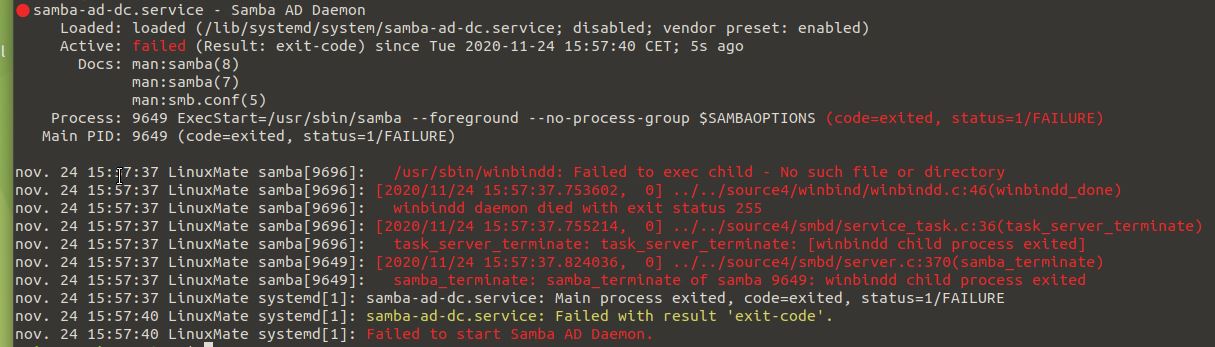 samba-ad-dc.service - Samba AD Daemon
Loaded: loaded (/lib/systemd/system/samba-ad-dc.service; disabled; vendor preset: enabled)
l
Active: failed (Result: exit-code) since Tue 2020-11-24 15:57:40 CET; 5s ago
Docs: man:samba(8)
man:samba(7)
man:smb.conf(5)
Process: 9649 ExecStart=/usr/sbin/samba --foreground --no-process-group $SAMBAOPTIONS (code=exited, status=1/FAILURE)
Main PID: 9649 (code=exited, status=1/FAILURE)
nov. 24 15:57:37 LinuxMate samba[9696]: /usr/sbin/winbindd: Failed to exec child - No such file or directory
nov. 24 15:57:37 LinuxMate samba[9696]: [2020/11/24 15:57:37.753602, 0] ../../source4/winbind/winbindd.c:46(winbindd_done)
nov. 24 15:57:37 LinuxMate samba[9696]: winbindd daemon died with exit status 255
nov. 24 15:57:37 LinuxMate samba[9696]: [2020/11/24 15:57:37.755214, 0] ../../source4/smbd/service_task.c:36(task_server_terminate)
nov. 24 15:57:37 LinuxMate samba[9696]: task_server_terminate: task_server_terminate: [winbindd child process exited]
nov. 24 15:57:37 LinuxMate samba[9649]: [2020/11/24 15:57:37.824036, 0] ../../source4/smbd/server.c:370(samba_terminate)
nov. 24 15:57:37 LinuxMate samba[9649]: samba_terminate: samba_terminate of samba 9649: winbindd child process exited
nov. 24 15:57:37 LinuxMate systemd[1]: samba-ad-dc.service: Main process exited, code=exited, status=1/FAILURE
nov. 24 15:57:40 LinuxMate systemd[1]: samba-ad-dc.service: Failed with result 'exit-code'.
nov. 24 15:57:40 LinuxMate systemd[1]: Failed to start Samba AD Daemon.